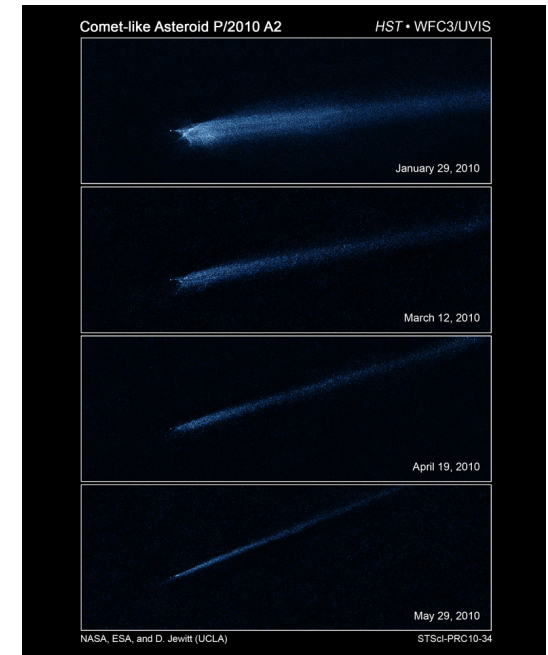 Comet-like Asteroid P/2010 A2 HST • WFC3/UVIS
January 29, 2010
March 12, 2010
April 19, 2010
May 29, 2010
NASA, ESA, and D. Jewitt (UCLA) STScI-PRC10-34